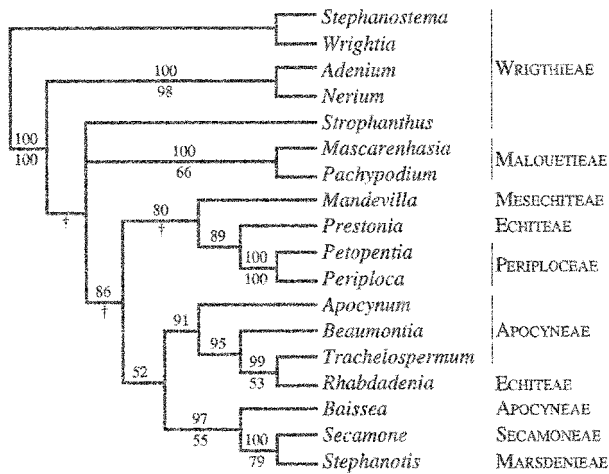 Stephanostema
Wrightia
Adenium
Nerium
Strophanthus
Mascarenhasia
Pachypodium
Mandevilla
Prestonia
Petopentia
Periploca
Apocynum
Beaumontia
Trachelospermum
Rhabdadenia
Baissea
Secamone
Stephanotis
WRIGTHIEAE
MALOUETIEAE
MESECHITEAE
ECHITEAE
PERIPLOCEAE
APOCYNEAE
ECHITEAE
APOCYNEAE
SECAMONEAE
MARSDENIEAE
100
98
100
100
100
66
†
80
†
89
100
100
86
†
91
95
99
53
52
97
55
100
79